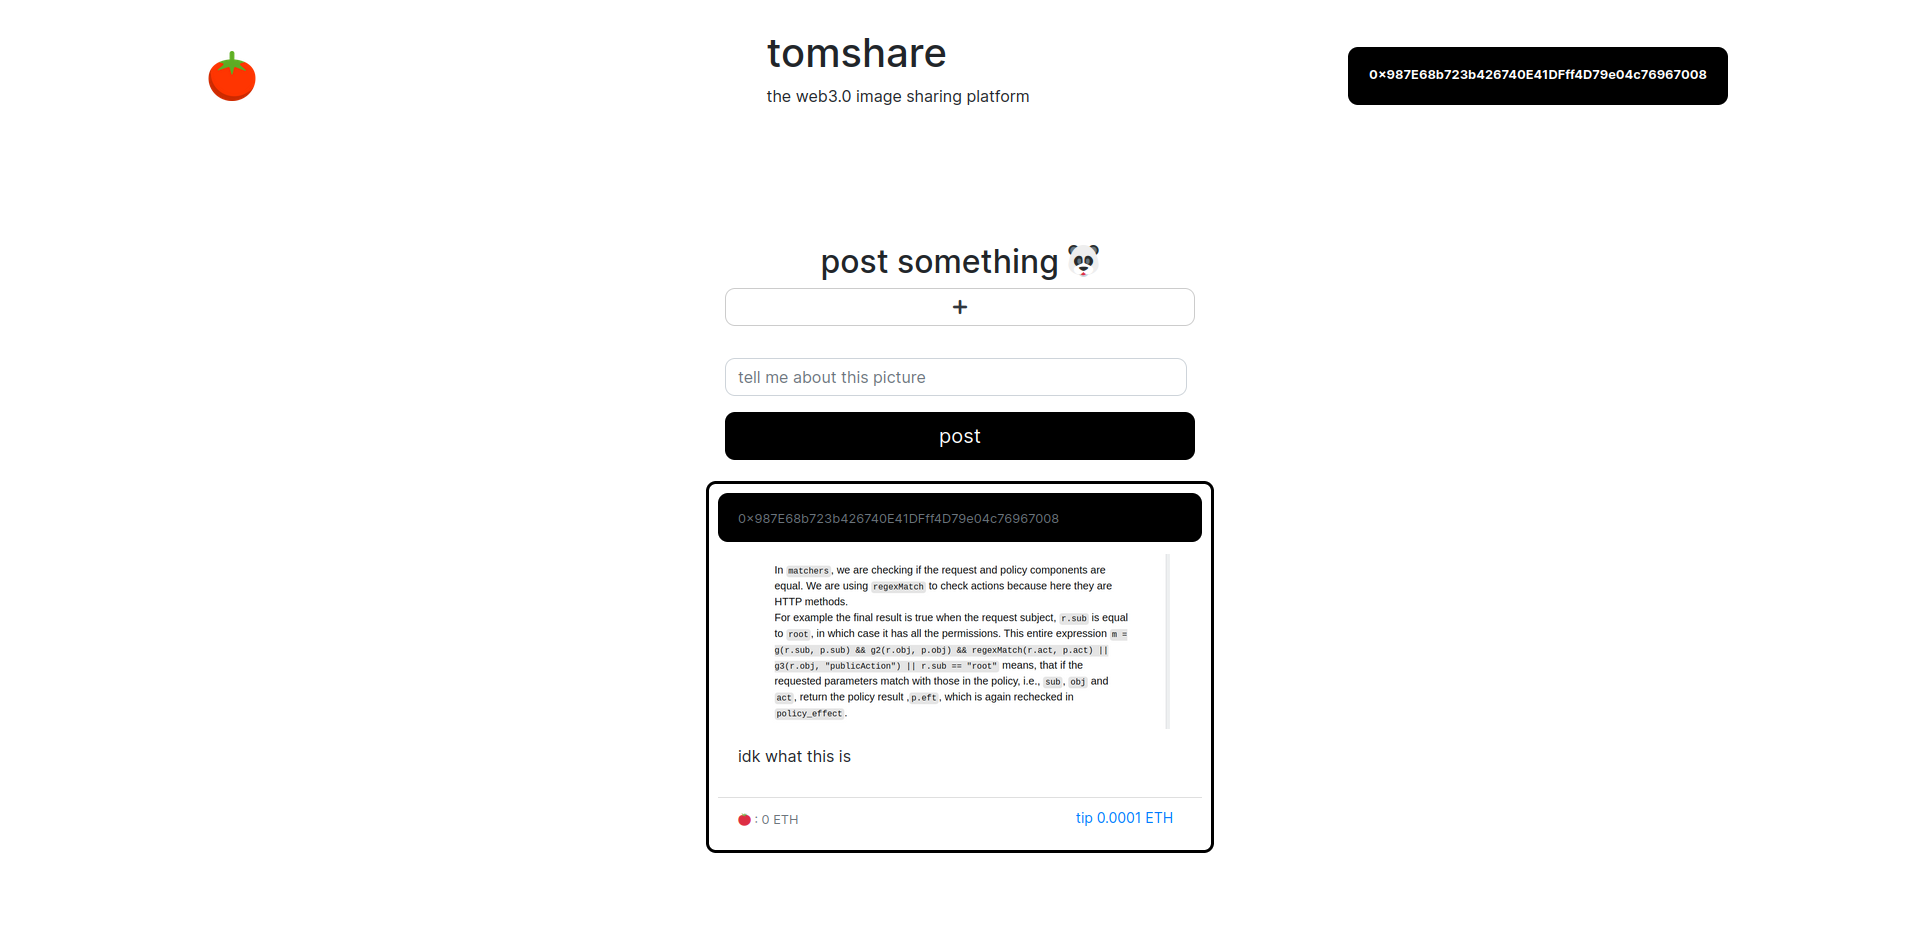 tomshare
the web3.0 image sharing platform
0x987E68b723b426740E41DFff4D79e04c76967008
post something
+
tell me about this picture
post
0x987E68b723b426740E41DFff4D79e04c76967008
In matchers, we are checking if the request and policy components are
equal. We are using regexMatch to check actions because here they are
HTTP methods.
For example the final result is true when the request subject, r.sub is equal
to root, in which case it has all the permissions. This entire expression m =
g(r.sub, p.sub) && g2(r.obj, p.obj) && regexMatch(r.act, p.act) ||
g3(r.obj, "publicAction") || r.sub == "root" means, that if the
requested parameters match with those in the policy, i.e., sub, obj and
act, return the policy result ,p.eft, which is again rechecked in
policy_effect.
idk what this is
: 0 ETH
tip 0.0001 ETH